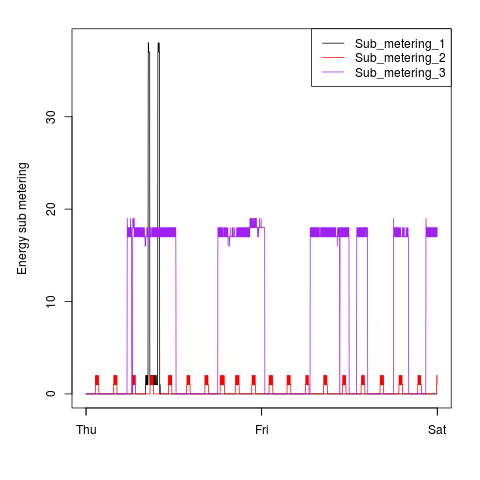 Sub_metering_1
Sub_metering_2
Sub_metering_3
Energy sub metering
30
20
10
0
Thu Fri Sat